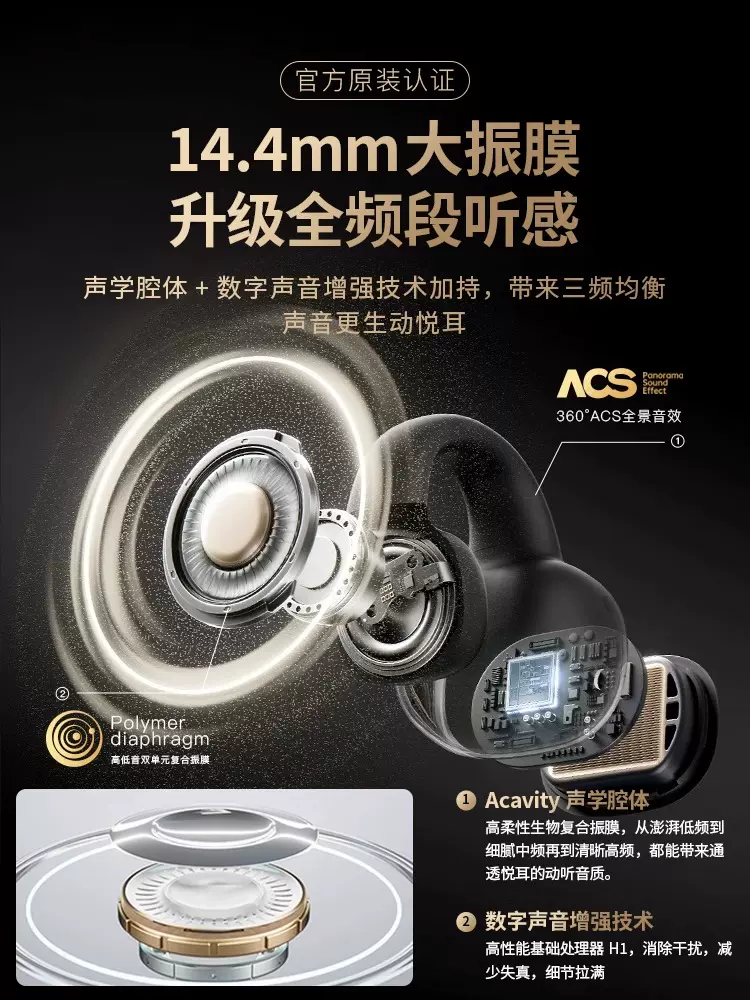 官方原装认证
14.4mm大振膜
升级全频段听感
声学腔体 + 数字声音增强技术加持，带来三频均衡
声音更生动悦耳
ACS Panorama
Sound
Effect
360°ACS全景音效
①
②
Polymer
diaphragm
高低音双单元复合振膜
1 Acavity 声学腔体
高柔性生物复合振膜，从澎湃低频到
细腻中频再到清晰高频，都能带来通
透悦耳的动听音质。
2 数字声音增强技术
高性能基础处理器 H1，消除干扰，减
少失真，细节拉满